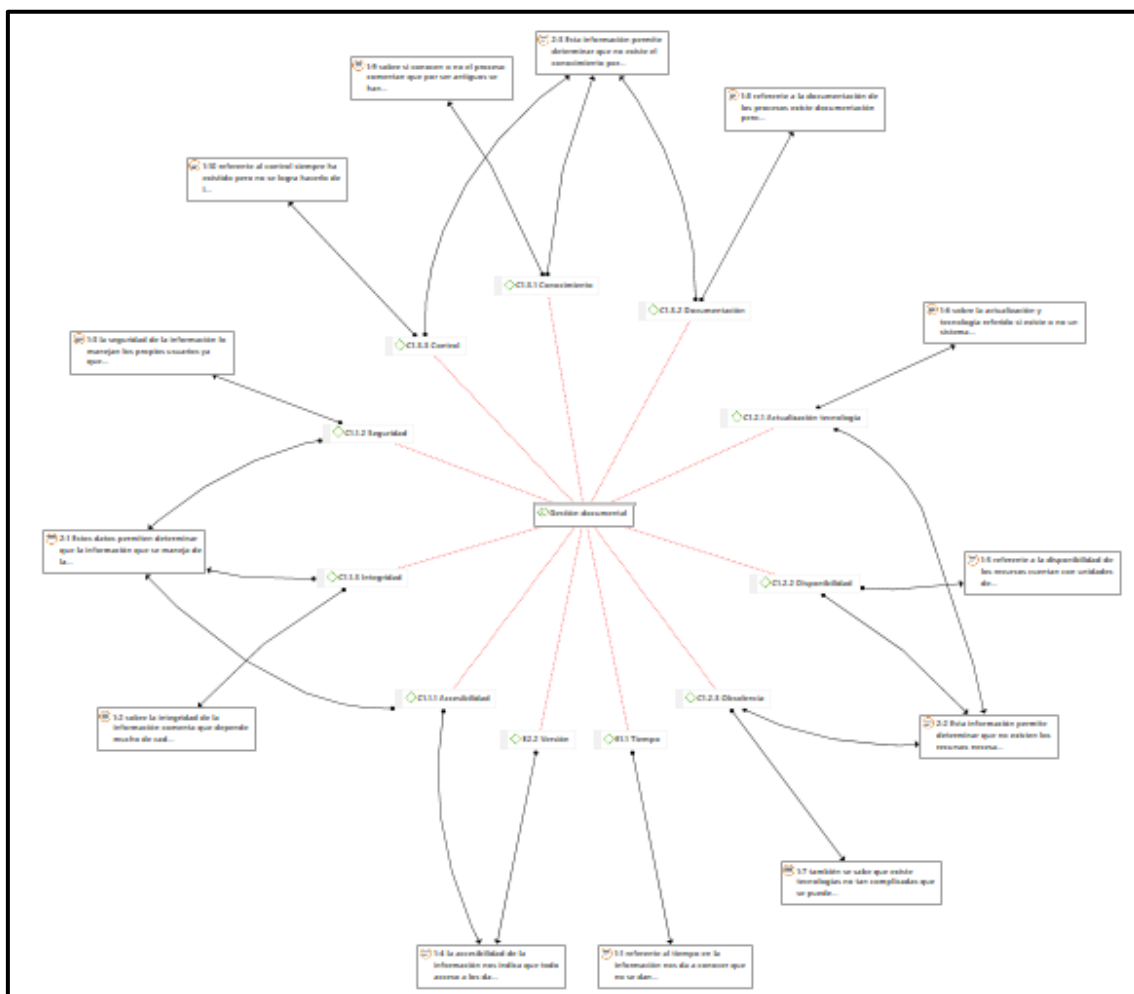 2:3 Esta información permite
determinar que no existe el
conocimiento por...
1:9 sobre si conocen o no el proceso
comentan que por ser antiguos se
han...
1:8 referente a la documentación de
los procesos existe documentación
pero...
1:10 referente al control siempre ha
existido pero no se logra hacerlo de
l...
C1.3.1 Conocimiento
C1.3.2 Documentación
1:6 sobre la actualización y
tecnología referido si existe o no un
sistema...
1:3 la seguridad de la información lo
manejan los propios usuarios ya
que...
C1.3.3 Control
C1.2.1 Actualización tecnología
C1.1.2 Seguridad
Gestión documental
2:1 Estos datos permiten determinar
que la información que se maneja de
la...
C1.1.3 Integridad
C1.2.2 Disponibilidad
1:5 referente a la disponibilidad de
los recursos cuentan con unidades
de...
C1.1.1 Accesibilidad
C1.2.3 Obsolencia
1:2 sobre la integridad de la
información comenta que depende
mucho de cad...
E2.2 Versión
E1.1 Tiempo
2:2 Esta información permite
determinar que no existen los
recursos necesa...
1:7 también se sabe que existe
tecnologías no tan complicadas que
se puede...
1:4 la accesibilidad de la
información nos indica que todo
acceso a los da...
1:1 referente al tiempo en la
información nos da a conocer que
no se dan...